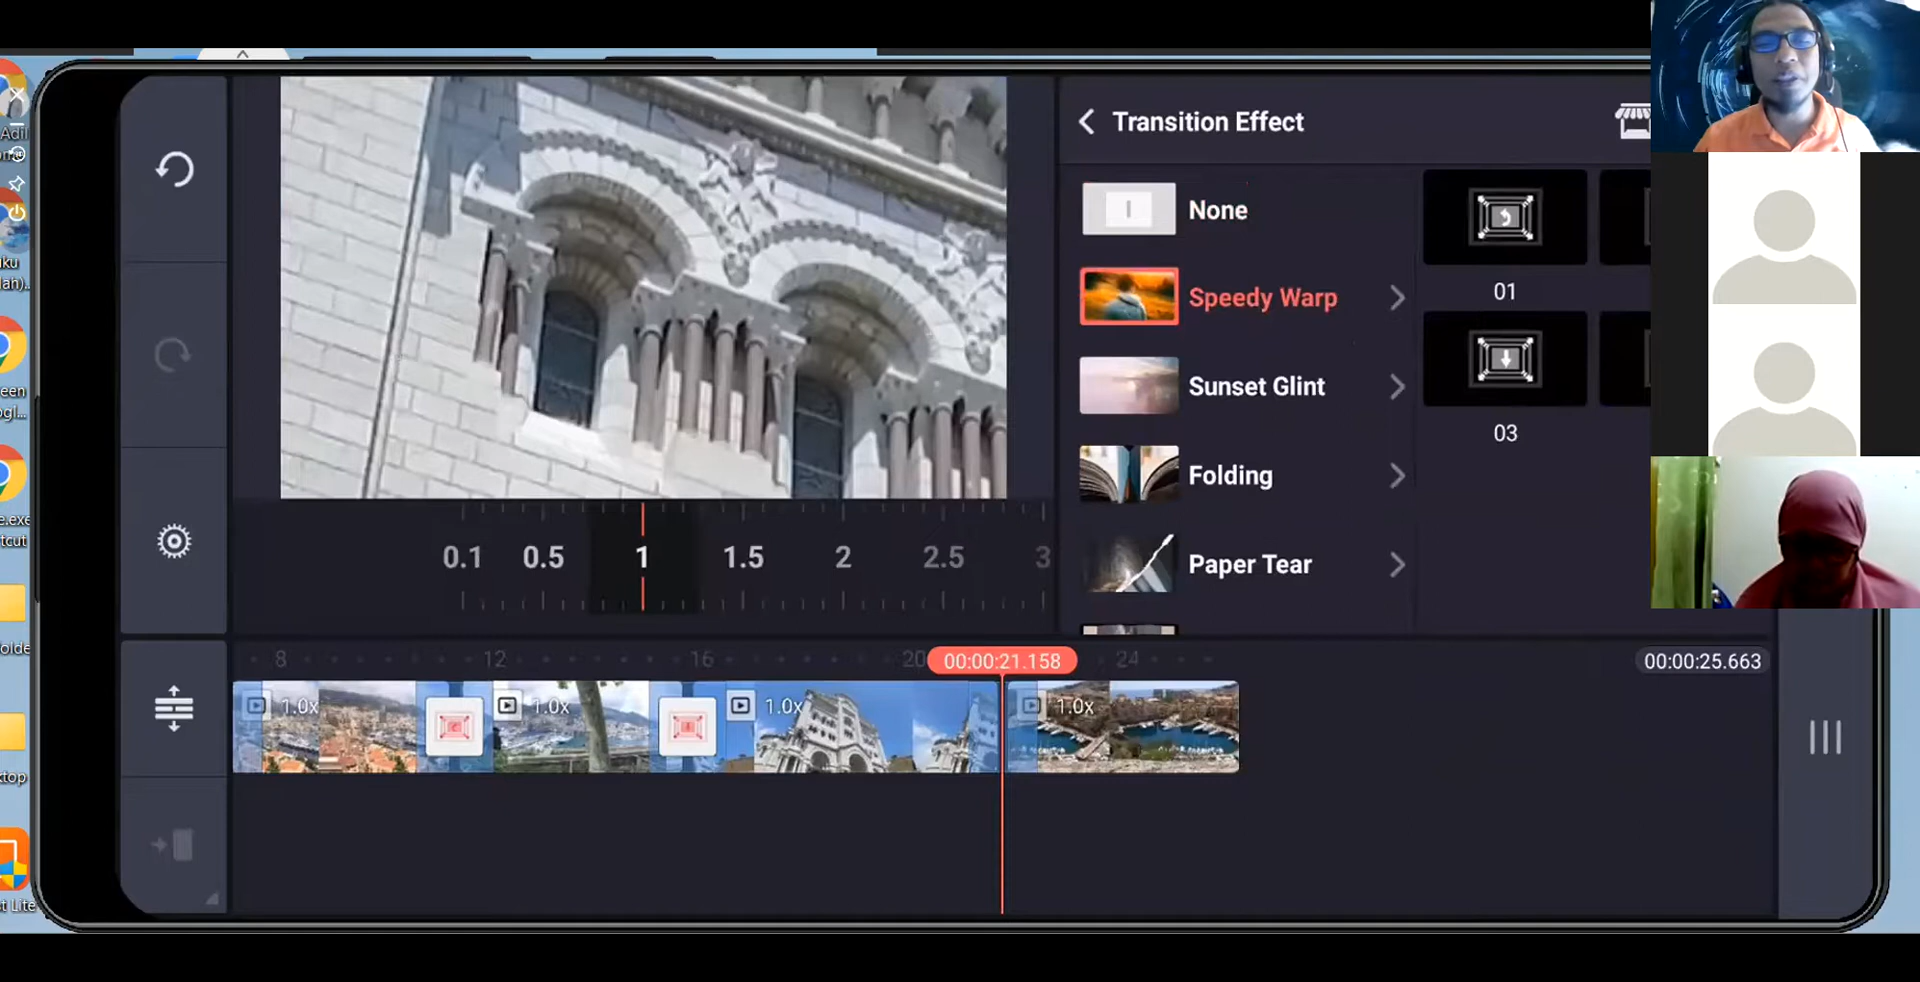 Transition Effect
None
Speedy Warp
Sunset Glint
Folding
Paper Tear
01
03
0.1 0.5 1 1.5 2 2.5 3
8 12 16 20 00:00:21.158 24 00:00:25.663
1.0x 1.0x 1.0x 1.0x
Adil